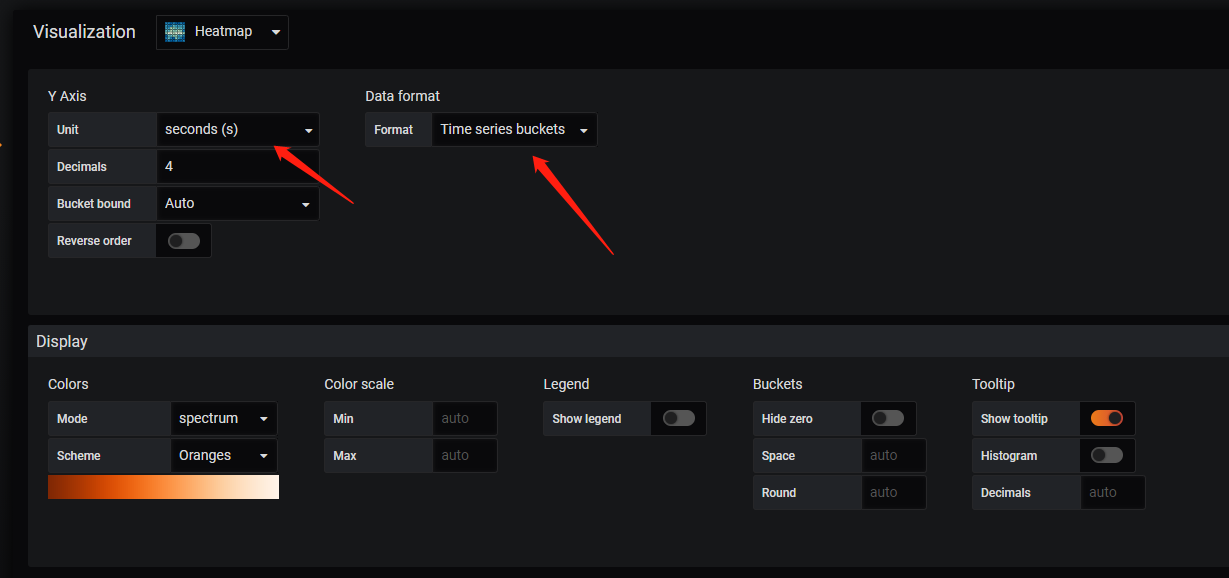 Visualization Heatmap
Y Axis Data format
Unit seconds (s) Format Time series buckets
Decimals 4
Bucket bound Auto
Reverse order
Display
Colors Color scale Legend Buckets Tooltip
Mode spectrum Min auto Show legend Hide zero Show tooltip
Scheme Oranges Max auto Space auto Histogram
Round auto Decimals auto